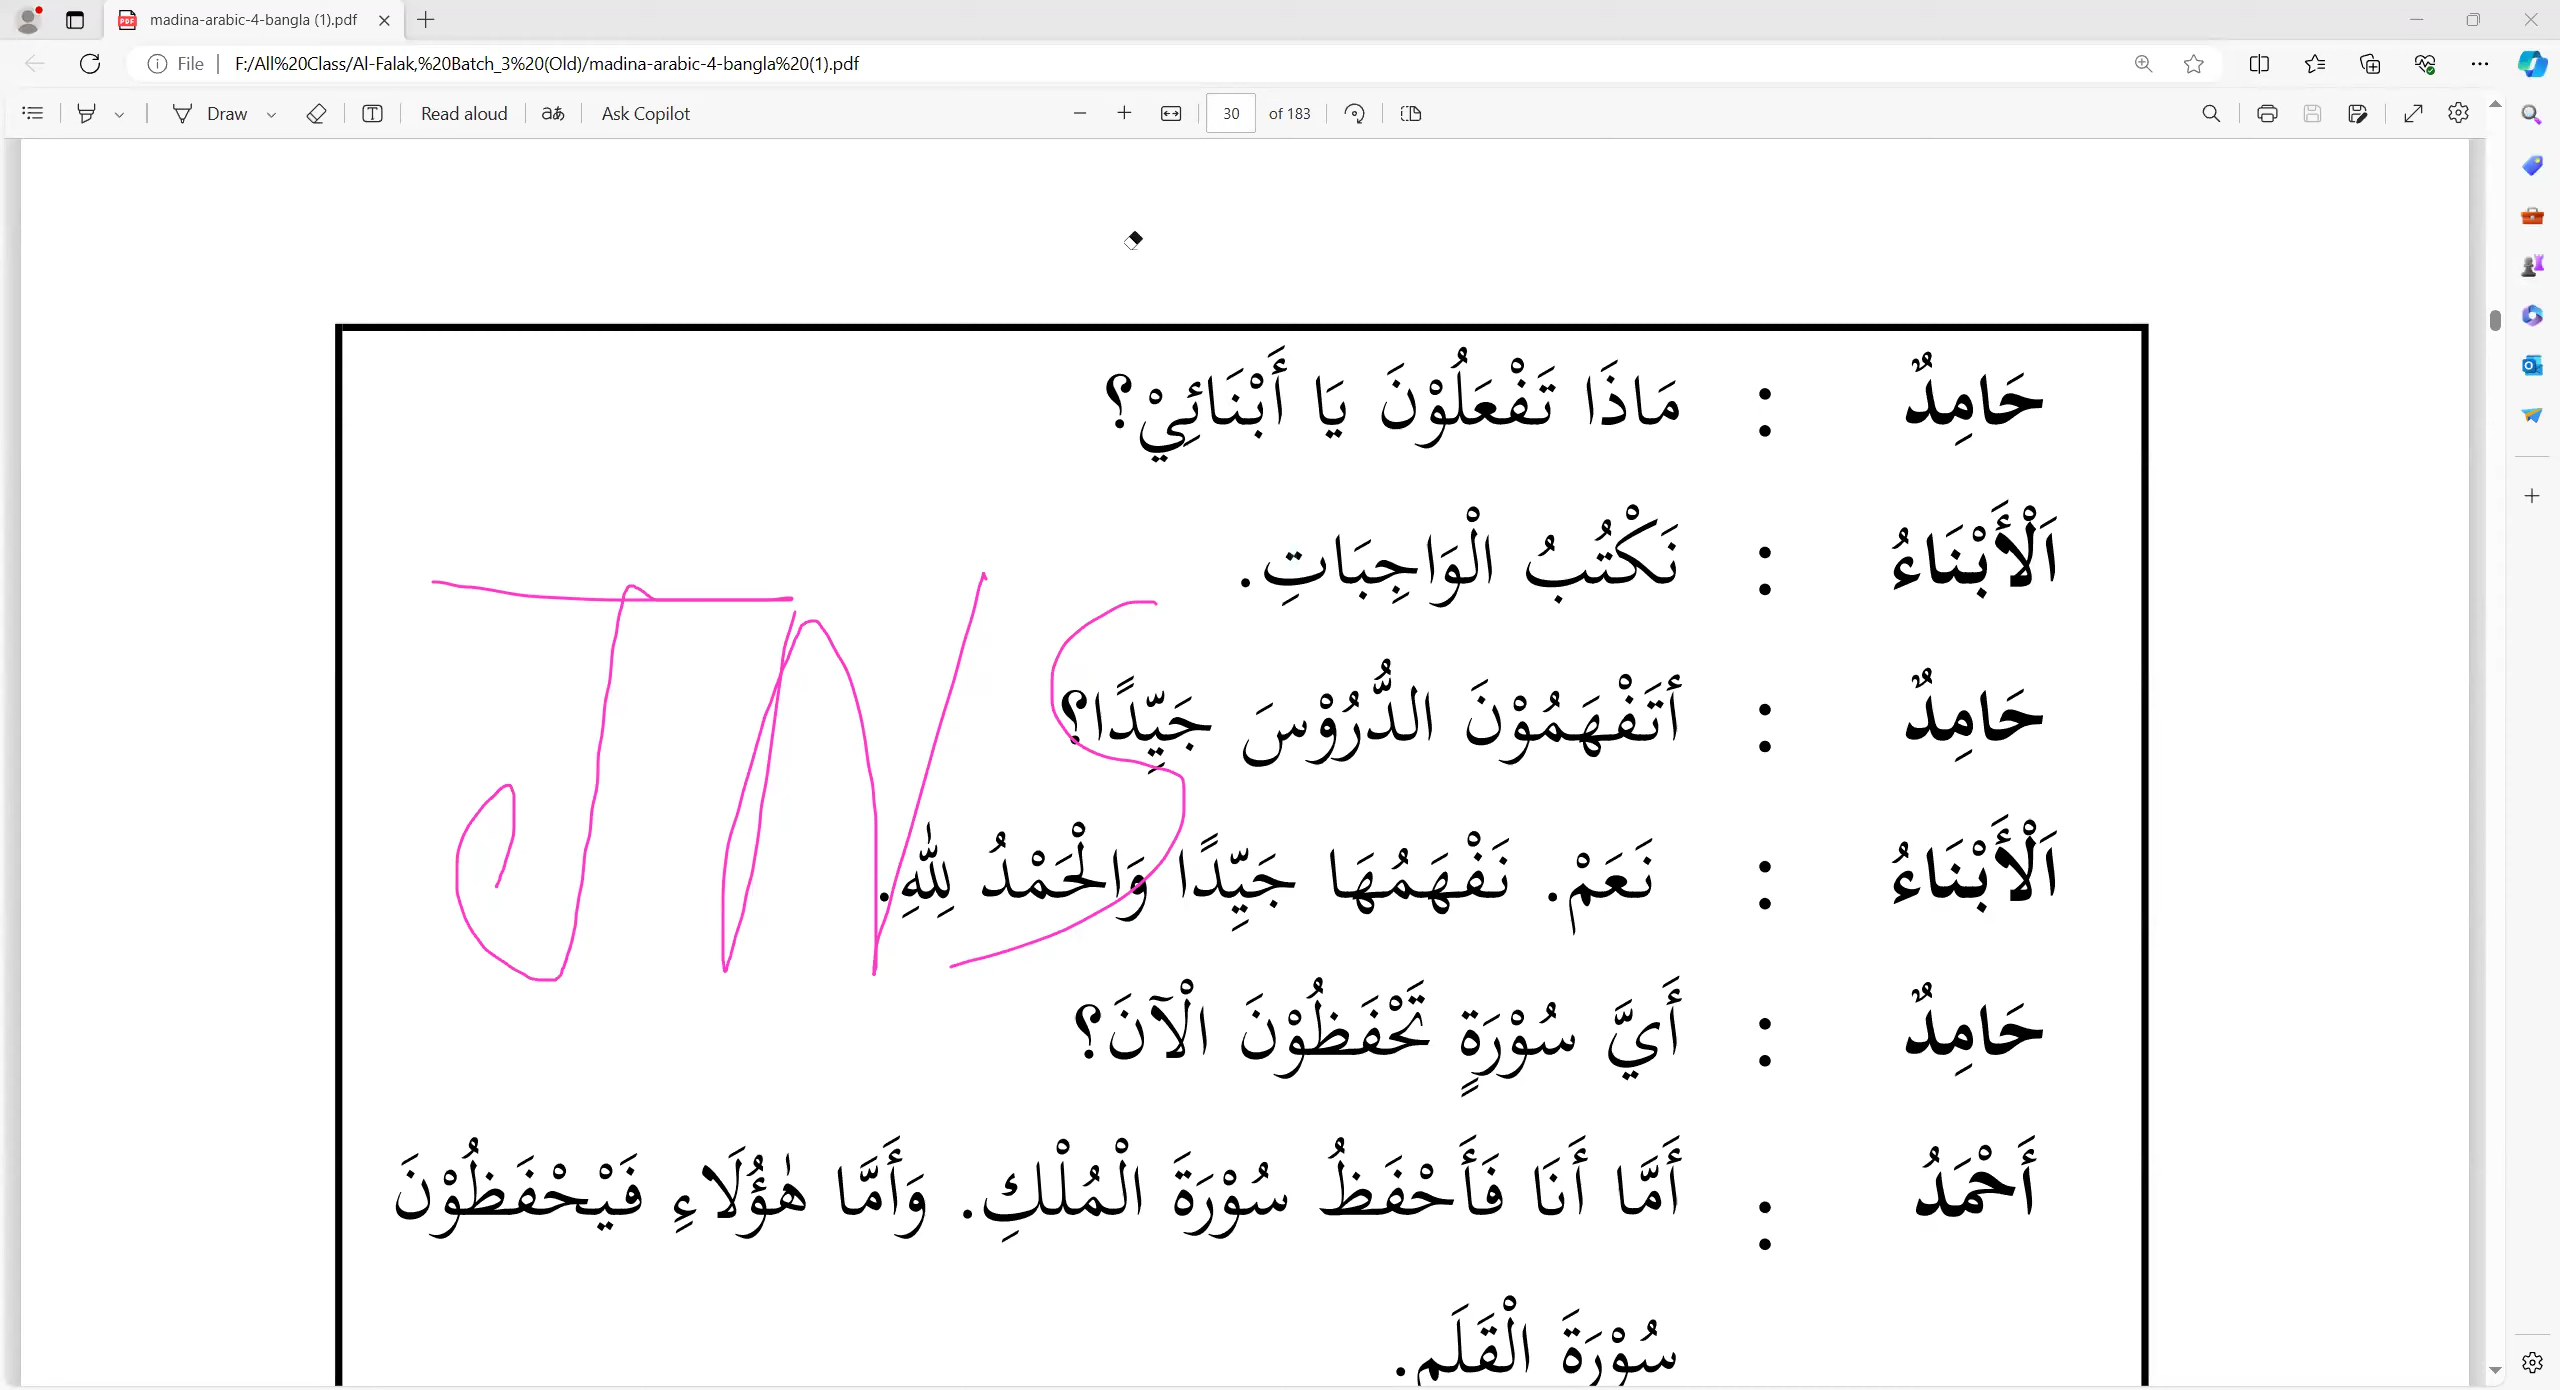 madina-arabic-4-bangla (1).pdf
File | F:/All%20Class/Al-Falak,%20Batch_3%20(Old)/madina-arabic-4-bangla%20(1).pdf
Draw Read aloud aあ Ask Copilot 30 of 183
حَامِدٌ : مَاذَا تَفْعَلُوْنَ يَا أَبْنَائِيْ؟
اَلْأَبْنَاءُ : نَكْتُبُ الْوَاجِبَاتِ.
حَامِدٌ : أَتَفْهَمُوْنَ الدُّرُوْسَ جَيِّدًا؟
اَلْأَبْنَاءُ : نَعَمْ. نَفْهَمُهَا جَيِّدًا وَالْحَمْدُ لِلّٰهِ.
JNS
حَامِدٌ : أَيَّ سُوْرَةٍ تَحْفَظُوْنَ الْآنَ؟
أَحْمَدُ : أَمَّا أَنَا فَأَحْفَظُ سُوْرَةَ الْمُلْكِ. وَأَمَّا هٰؤُلَاءِ فَيْحْفَظُوْنَ
سُوْرَةَ الْقَلَمِ.